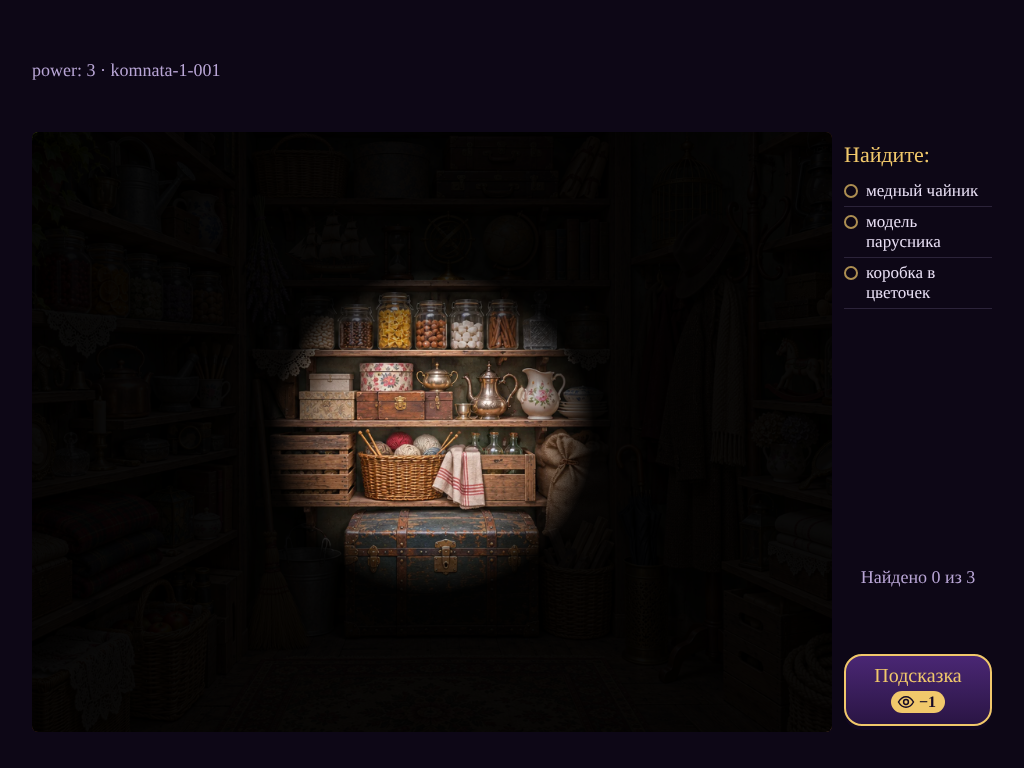 power: 3 · komnata-1-001
Найдите:
медный чайник
модель
парусника
коробка в
цветочек
Найдено 0 из 3
Подсказка
−1